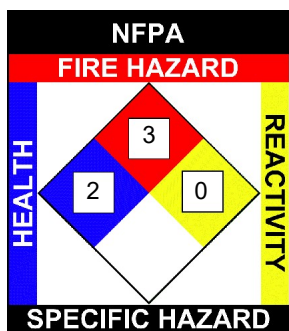 NFPA
FIRE HAZARD
3
HEALTH
2
0
REACTIVITY
SPECIFIC HAZARD